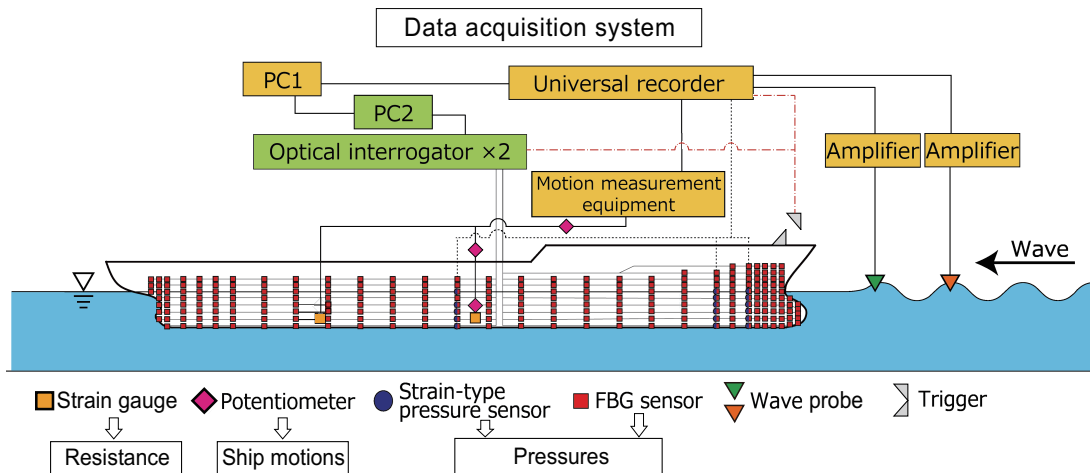 Data acquisition system
PC1
Universal recorder
PC2
Optical interrogator ×2
Amplifier
Amplifier
Motion measurement
equipment
Wave
Strain gauge
Potentiometer
Strain-type
pressure sensor
FBG sensor
Wave probe
Trigger
Resistance
Ship motions
Pressures